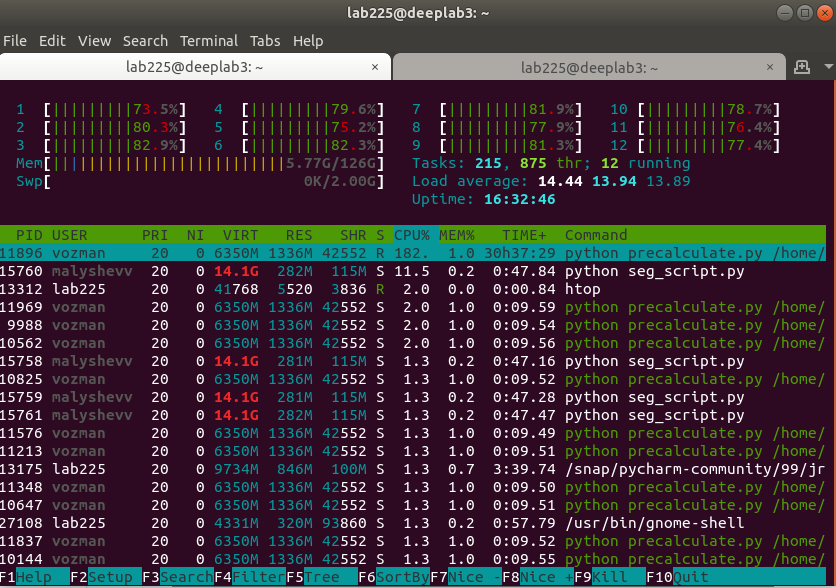 lab225@deeplab3: ~
File Edit View Search Terminal Tabs Help
lab225@deeplab3: ~ × lab225@deeplab3: ~ ×
1 [|||||||||73.5%] 4 [|||||||||79.6%] 7 [|||||||||81.9%] 10 [|||||||||78.7%]
2 [|||||||||80.3%] 5 [|||||||||75.2%] 8 [|||||||||77.9%] 11 [|||||||||76.4%]
3 [|||||||||82.9%] 6 [|||||||||82.3%] 9 [|||||||||81.3%] 12 [|||||||||77.4%]
Mem[||||||||||||||||||||||||||5.77G/126G] Tasks: 215, 875 thr; 12 running
Swp[ 0K/2.00G] Load average: 14.44 13.94 13.89
Uptime: 16:32:46
PID USER PRI NI VIRT RES SHR S CPU% MEM% TIME+ Command
11896 vozman 20 0 6350M 1336M 42552 R 182. 1.0 30h37:29 python precalculate.py /home/
15760 malyshevv 20 0 14.1G 282M 115M S 11.5 0.2 0:47.84 python seg_script.py
13312 lab225 20 0 41768 5520 3836 R 2.0 0.0 0:00.84 htop
11969 vozman 20 0 6350M 1336M 42552 S 2.0 1.0 0:09.59 python precalculate.py /home/
9988 vozman 20 0 6350M 1336M 42552 S 2.0 1.0 0:09.54 python precalculate.py /home/
10562 vozman 20 0 6350M 1336M 42552 S 2.0 1.0 0:09.56 python precalculate.py /home/
15758 malyshevv 20 0 14.1G 281M 115M S 1.3 0.2 0:47.16 python seg_script.py
10825 vozman 20 0 6350M 1336M 42552 S 1.3 1.0 0:09.52 python precalculate.py /home/
15759 malyshevv 20 0 14.1G 281M 115M S 1.3 0.2 0:47.28 python seg_script.py
15761 malyshevv 20 0 14.1G 282M 115M S 1.3 0.2 0:47.47 python seg_script.py
11576 vozman 20 0 6350M 1336M 42552 S 1.3 1.0 0:09.49 python precalculate.py /home/
11213 vozman 20 0 6350M 1336M 42552 S 1.3 1.0 0:09.51 python precalculate.py /home/
13175 lab225 20 0 9734M 846M 100M S 1.3 0.7 3:39.74 /snap/pycharm-community/99/jr
11348 vozman 20 0 6350M 1336M 42552 S 1.3 1.0 0:09.50 python precalculate.py /home/
10647 vozman 20 0 6350M 1336M 42552 S 1.3 1.0 0:09.51 python precalculate.py /home/
27108 lab225 20 0 4331M 320M 93860 S 1.3 0.2 0:57.79 /usr/bin/gnome-shell
11837 vozman 20 0 6350M 1336M 42552 S 1.3 1.0 0:09.52 python precalculate.py /home/
10144 vozman 20 0 6350M 1336M 42552 S 1.3 1.0 0:09.55 python precalculate.py /home/
F1Help F2Setup F3SearchF4FilterF5Tree F6SortByF7Nice -F8Nice +F9Kill F10Quit